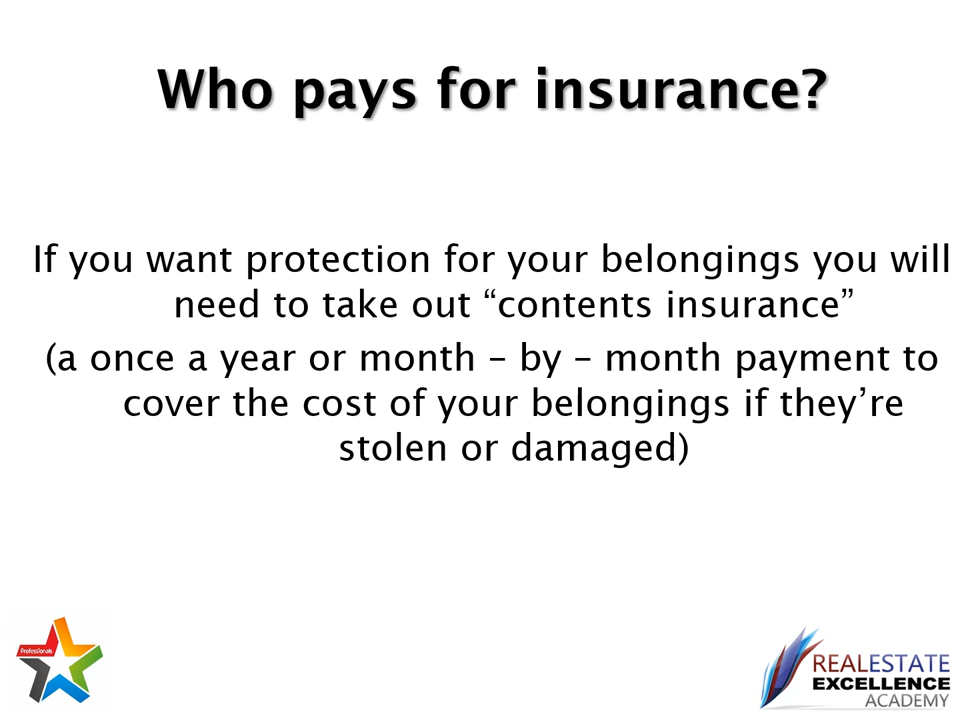 Who pays for insurance?
If you want protection for your belongings you will
need to take out “contents insurance”
(a once a year or month – by – month payment to
cover the cost of your belongings if they’re
stolen or damaged)
Professionals
REALESTATE
EXCELLENCE
ACADEMY